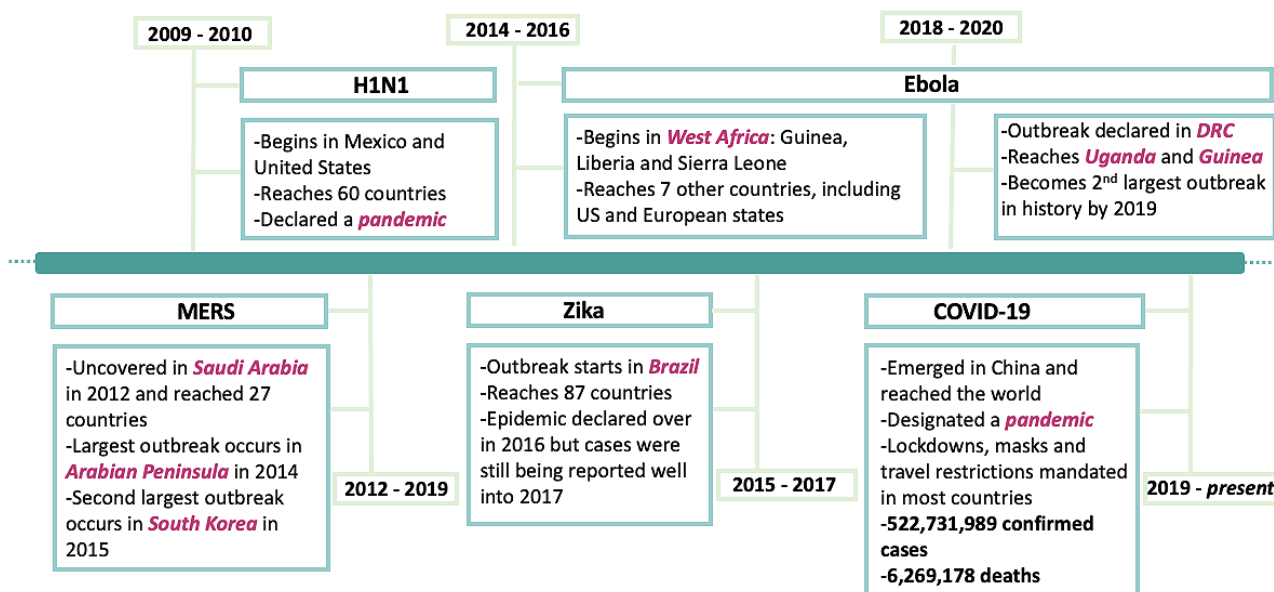 2009 - 2010
H1N1
-Begins in Mexico and
United States
-Reaches 60 countries
-Declared a pandemic
2014 - 2016
2018 - 2020
Ebola
-Begins in West Africa: Guinea,
Liberia and Sierra Leone
-Reaches 7 other countries, including
US and European states
-Outbreak declared in DRC
-Reaches Uganda and Guinea
-Becomes 2nd largest outbreak
in history by 2019
MERS
-Uncovered in Saudi Arabia
in 2012 and reached 27
countries
-Largest outbreak occurs in
Arabian Peninsula in 2014
-Second largest outbreak
occurs in South Korea in
2015
2012 - 2019
Zika
-Outbreak starts in Brazil
-Reaches 87 countries
-Epidemic declared over
in 2016 but cases were
still being reported well
into 2017
2015 - 2017
COVID-19
-Emerged in China and
reached the world
-Designated a pandemic
-Lockdowns, masks and
travel restrictions mandated
in most countries
-522,731,989 confirmed
cases
-6,269,178 deaths
2019 - present